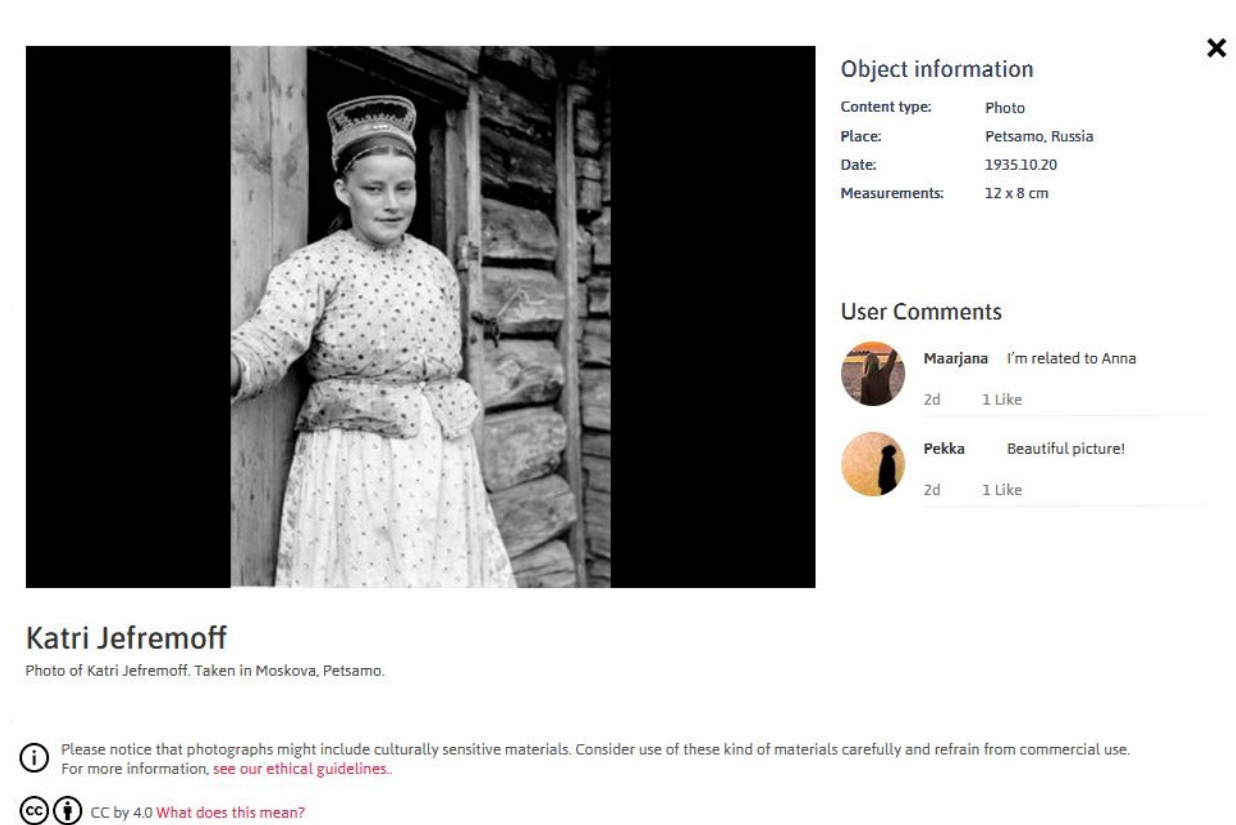 Object information
Content type: Photo
Place: Petsamo, Russia
Date: 1935.10.20
Measurements: 12 x 8 cm
User Comments
Maarjana I'm related to Anna
2d 1 Like
Pekka Beautiful picture!
2d 1 Like
Katri Jefremoff
Photo of Katri Jefremoff. Taken in Moskova, Petsamo.
Please notice that photographs might include culturally sensitive materials. Consider use of these kind of materials carefully and refrain from commercial use.
For more information, see our ethical guidelines..
CC by 4.0 What does this mean?